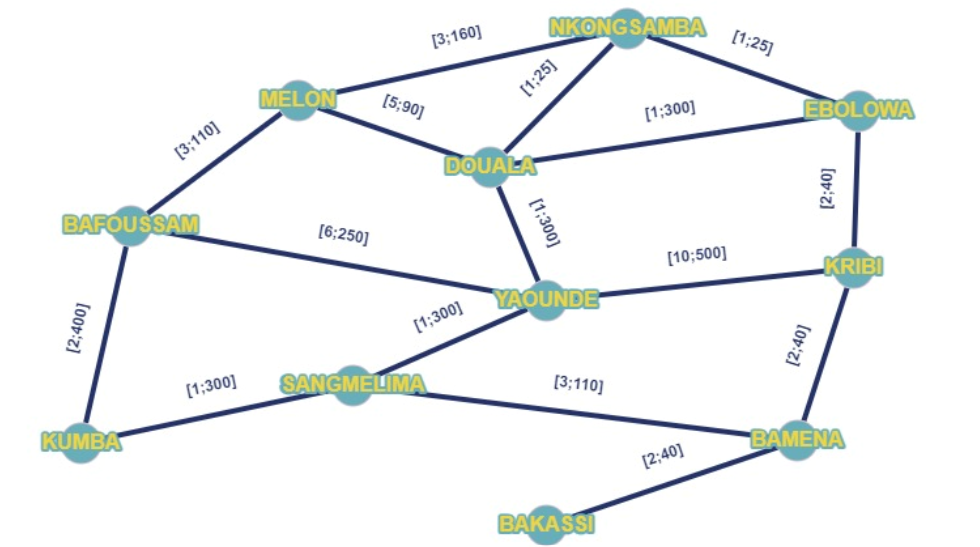 NKONGSAMBA
[3;160]
[1;25]
[1;25]
MELON
[5;90]
[1;300]
EBOLOWA
[3;110]
DOUALA
[2;40]
BAFOUSSAM
[6;250]
[1;300]
[10;500]
KRIBI
YAOUNDE
[2;400]
[1;300]
[2;40]
[1;300]
SANGMELIMA
[3;110]
KUMBA
BAMENA
[2;40]
BAKASSI